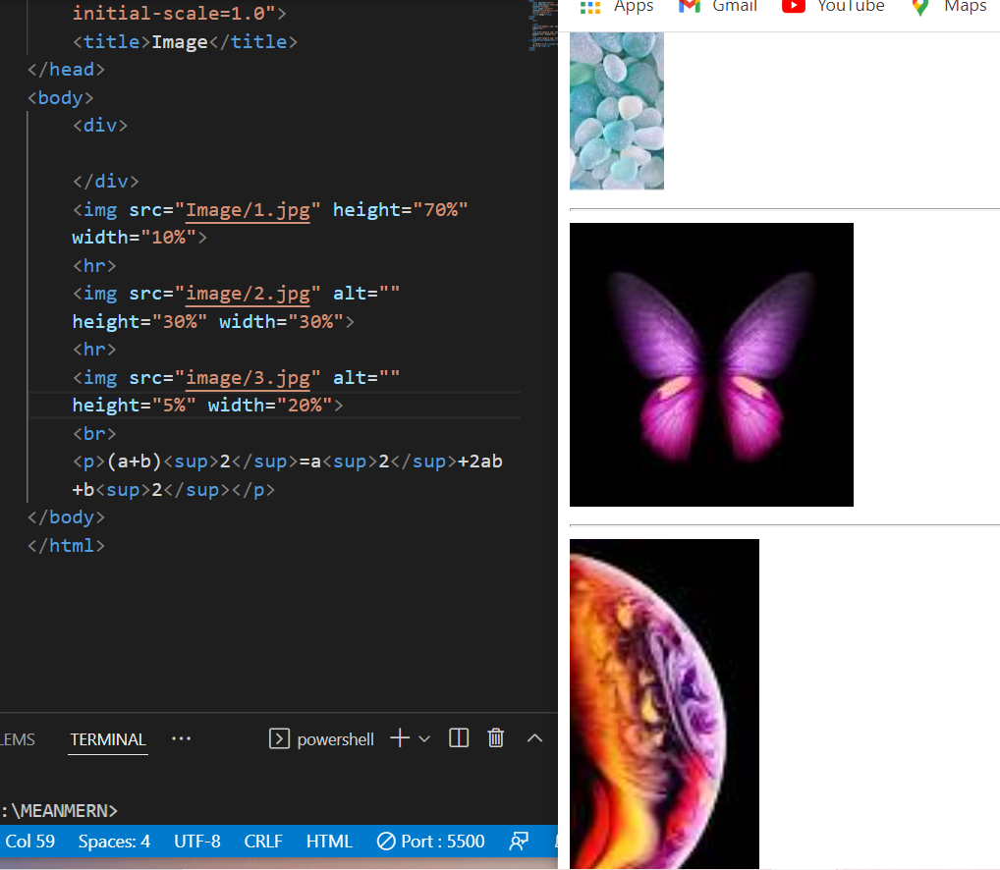 initial-scale=1.0">
<title>Image</title>
</head>
<body>
<div>
</div>
<img src="Image/1.jpg" height="70%"
width="10%">
<hr>
<img src="image/2.jpg" alt=""
height="30%" width="30%">
<hr>
<img src="image/3.jpg" alt=""
height="5%" width="20%">
<br>
<p>(a+b)<sup>2</sup>=a<sup>2</sup>+2ab
+b<sup>2</sup></p>
</body>
</html>
LEMS TERMINAL ··· powershell
:\MEANMERN>
Col 59 Spaces: 4 UTF-8 CRLF HTML Port : 5500
Apps Gmail YouTube Maps